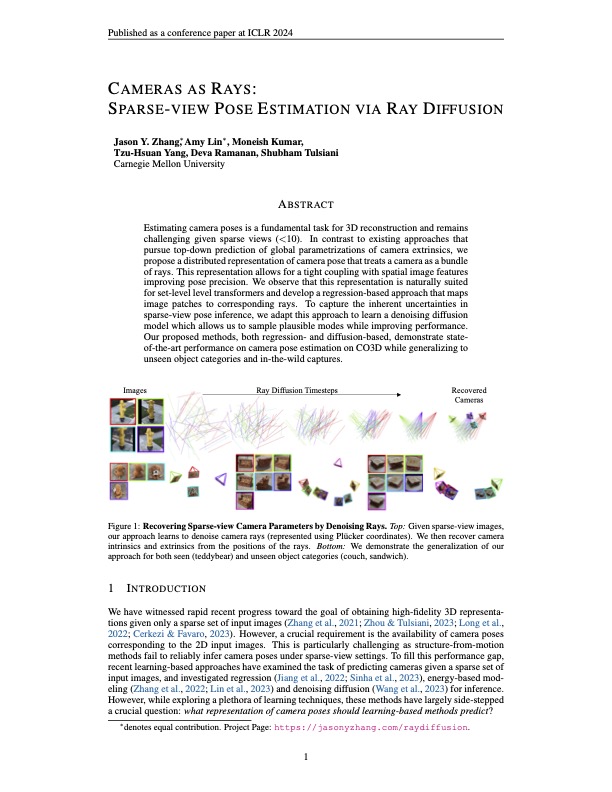 Published as a conference paper at ICLR 2024
CAMERAS AS RAYS:
SPARSE-VIEW POSE ESTIMATION VIA RAY DIFFUSION
Jason Y. Zhang*, Amy Lin*, Moneish Kumar,
Tzu-Hsuan Yang, Deva Ramanan, Shubham Tulsiani
Carnegie Mellon University
ABSTRACT
Estimating camera poses is a fundamental task for 3D reconstruction and remains
challenging given sparse views (<10). In contrast to existing approaches that
pursue top-down prediction of global parametrizations of camera extrinsics, we
propose a distributed representation of camera pose that treats a camera as a bundle
of rays. This representation allows for a tight coupling with spatial image features
improving pose precision. We observe that this representation is naturally suited
for set-level level transformers and develop a regression-based approach that maps
image patches to corresponding rays. To capture the inherent uncertainties in
sparse-view pose inference, we adapt this approach to learn a denoising diffusion
model which allows us to sample plausible modes while improving performance.
Our proposed methods, both regression- and diffusion-based, demonstrate state-
of-the-art performance on camera pose estimation on CO3D while generalizing to
unseen object categories and in-the-wild captures.
Images Ray Diffusion Timesteps Recovered
Cameras
Figure 1: Recovering Sparse-view Camera Parameters by Denoising Rays. Top: Given sparse-view images,
our approach learns to denoise camera rays (represented using Plücker coordinates). We then recover camera
intrinsics and extrinsics from the positions of the rays. Bottom: We demonstrate the generalization of our
approach for both seen (teddybear) and unseen object categories (couch, sandwich).
1 INTRODUCTION
We have witnessed rapid recent progress toward the goal of obtaining high-fidelity 3D representa-
tions given only a sparse set of input images (Zhang et al., 2021; Zhou & Tulsiani, 2023; Long et al.,
2022; Cerkezi & Favaro, 2023). However, a crucial requirement is the availability of camera poses
corresponding to the 2D input images. This is particularly challenging as structure-from-motion
methods fail to reliably infer camera poses under sparse-view settings. To fill this performance gap,
recent learning-based approaches have examined the task of predicting cameras given a sparse set of
input images, and investigated regression (Jiang et al., 2022; Sinha et al., 2023), energy-based mod-
eling (Zhang et al., 2022; Lin et al., 2023) and denoising diffusion (Wang et al., 2023) for inference.
However, while exploring a plethora of learning techniques, these methods have largely side-stepped
a crucial question: what representation of camera poses should learning-based methods predict?
*denotes equal contribution. Project Page: https://jasonyzhang.com/raydiffusion.
1